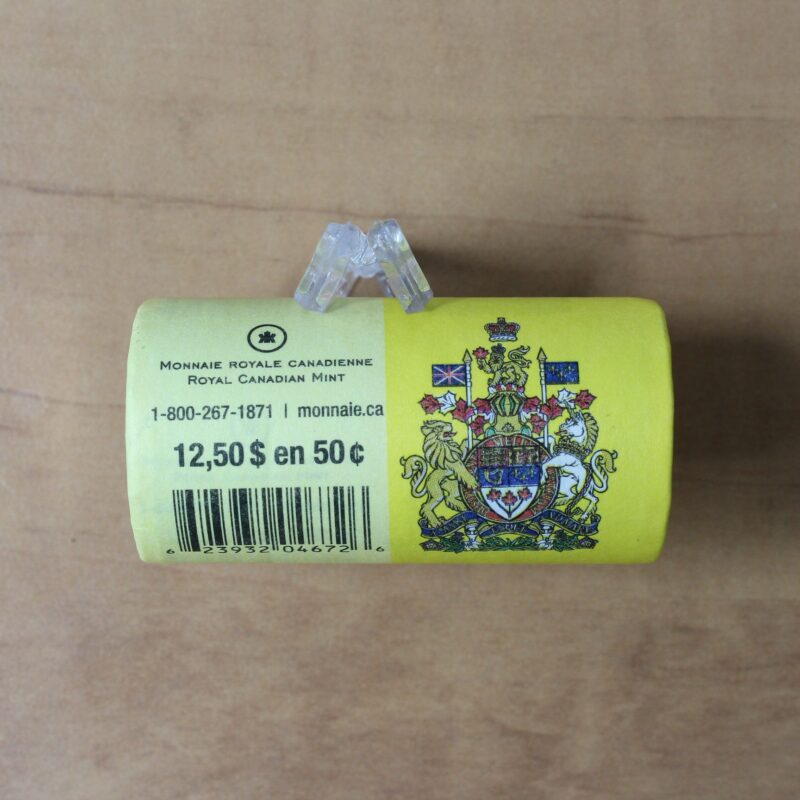 MONNAIE ROYALE CANADIENNE
ROYAL CANADIAN MINT
1-800-267-1871 | monnaie.ca
12,50 $ en 50 ¢
6 23932 04672 6